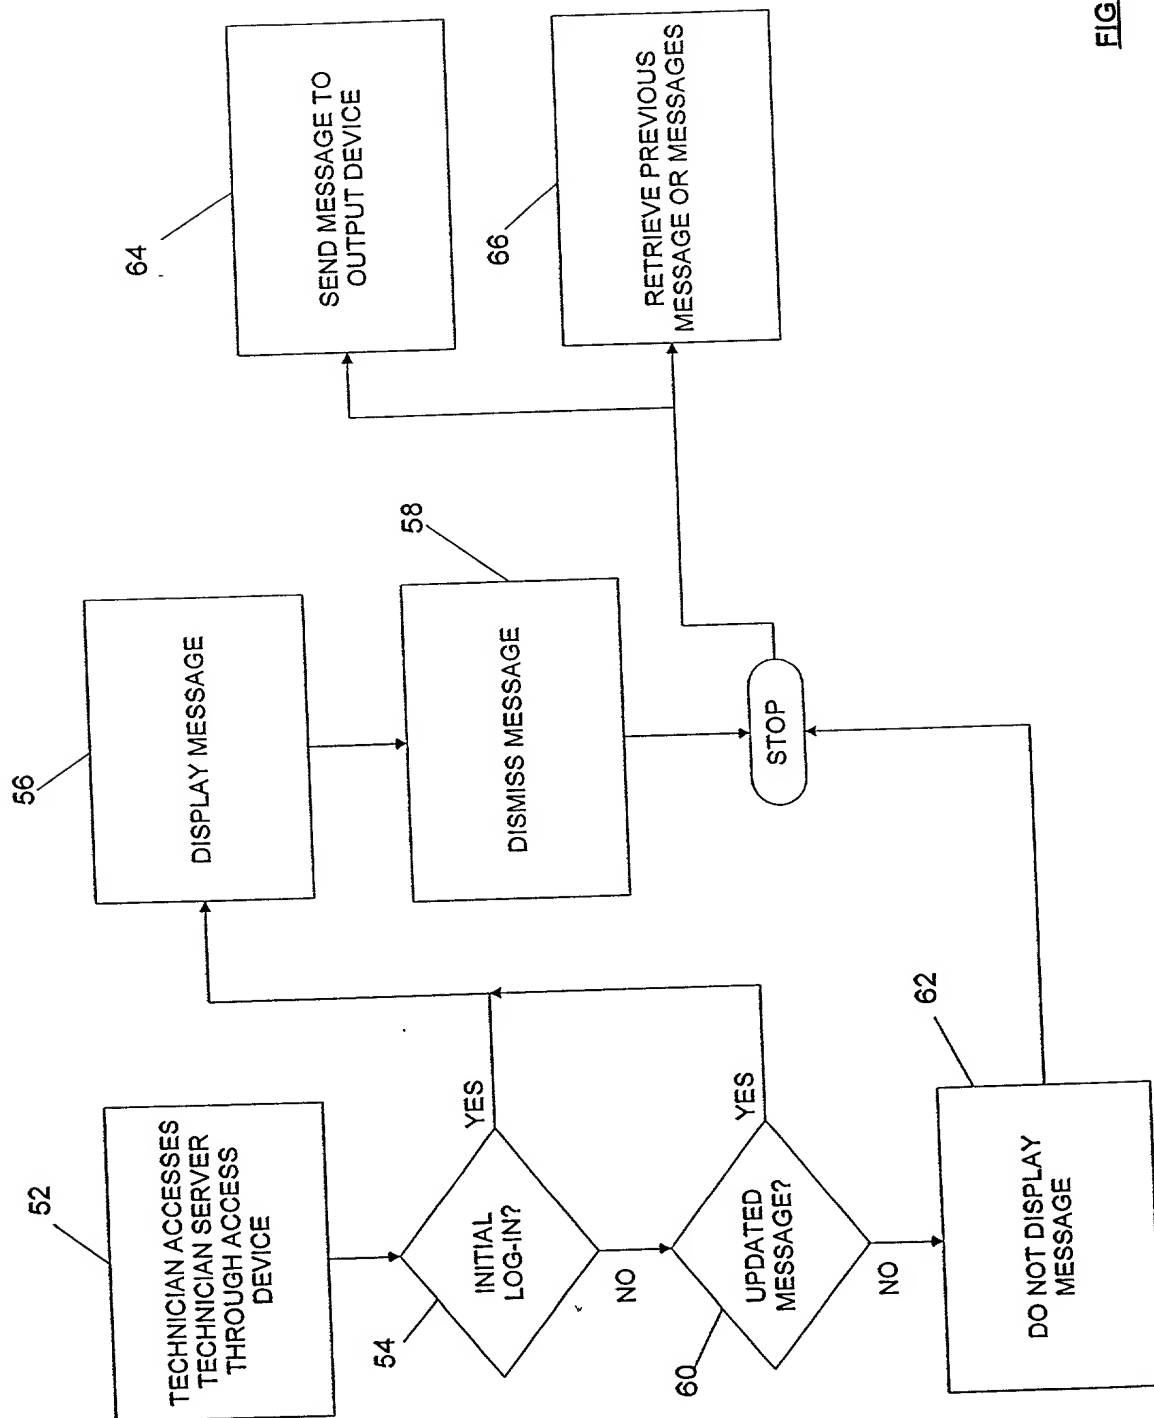 52
TECHNICIAN ACCESSES
TECHNICIAN SERVER
THROUGH ACCESS
DEVICE
54
INITIAL
LOG-IN?
YES
NO
60
UPDATED
MESSAGE?
YES
NO
62
DO NOT DISPLAY
MESSAGE
56
DISPLAY MESSAGE
58
DISMISS MESSAGE
STOP
64
SEND MESSAGE TO
OUTPUT DEVICE
66
RETRIEVE PREVIOUS
MESSAGE OR MESSAGES
FIG